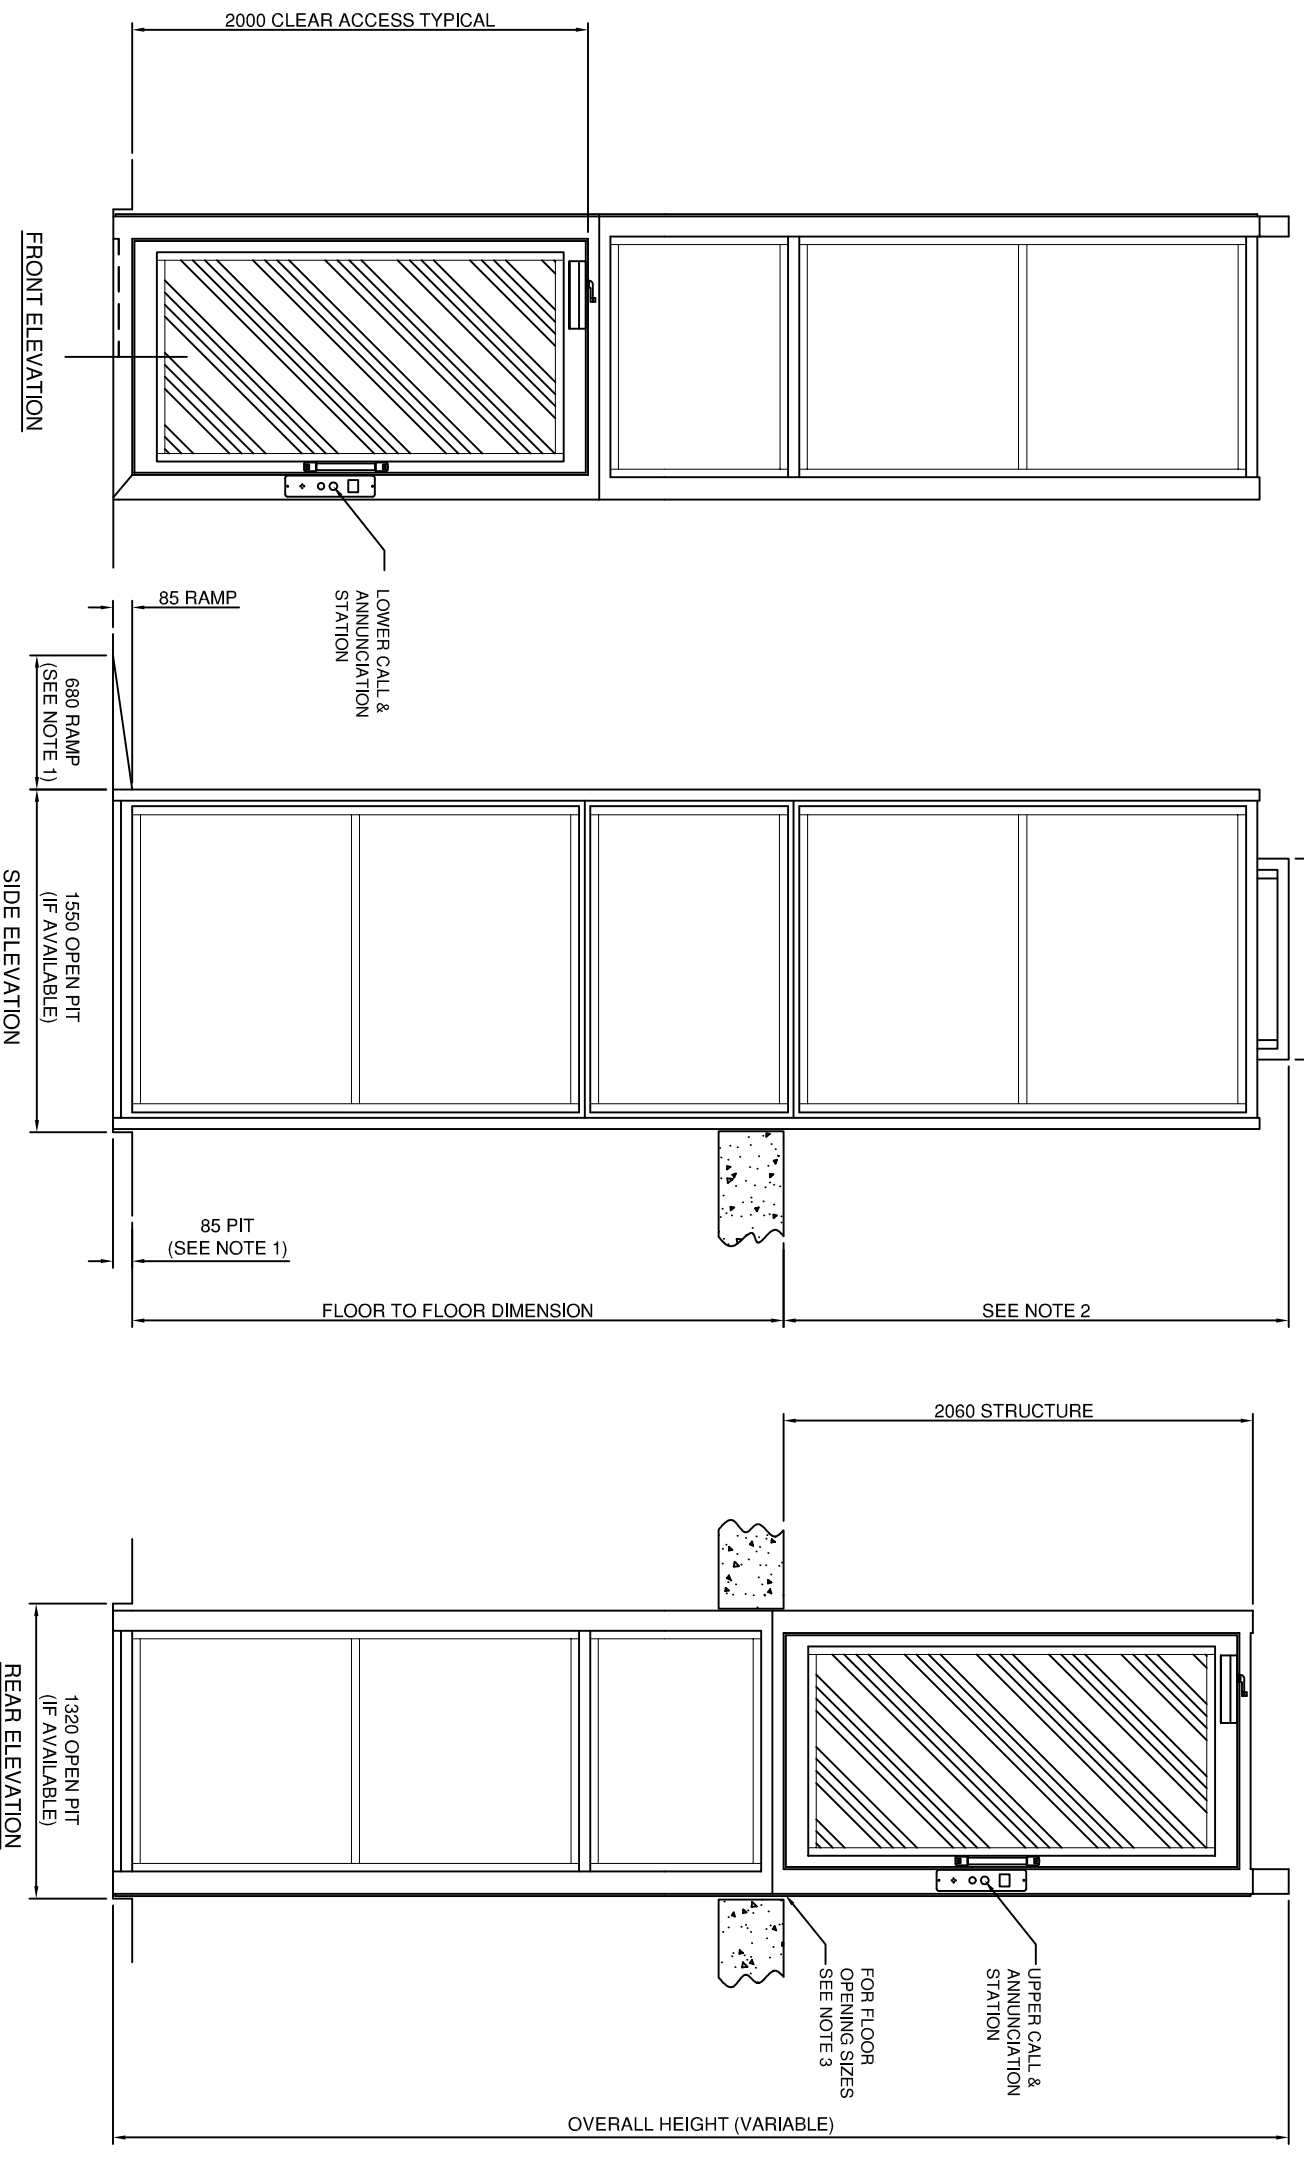 2000 CLEAR ACCESS TYPICAL
FRONT ELEVATION
LOWER CALL &
ANNUNCIATION
STATION
85 RAMP
680 RAMP
(SEE NOTE 1)
1550 OPEN PIT
(IF AVAILABLE)
SIDE ELEVATION
85 PIT
(SEE NOTE 1)
FLOOR TO FLOOR DIMENSION
SEE NOTE 2
2060 STRUCTURE
1320 OPEN PIT
(IF AVAILABLE)
REAR ELEVATION
UPPER CALL &
ANNUNCIATION
STATION
FOR FLOOR
OPENING SIZES
SEE NOTE 3
OVERALL HEIGHT (VARIABLE)